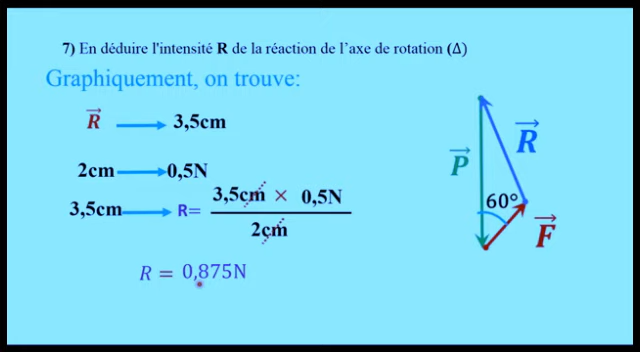 7) En déduire l'intensité R de la réaction de l'axe de rotation (Δ)
Graphiquement, on trouve:
R⃗ → 3,5cm
2cm → 0,5N
3,5cm → R= 3,5cm × 0,5N / 2cm
R = 0,875N
P⃗
R⃗
60°
F⃗